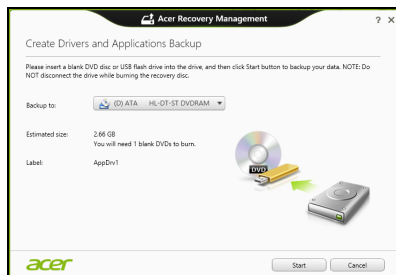 Acer Recovery Management
? X
Create Drivers and Applications Backup
Please insert a blank DVD disc or USB flash drive into the drive, and then click Start button to backup your data. NOTE: Do
NOT disconnect the drive while burning the recovery disc.
Backup to: (D) ATA HL-DT-ST DVDRAM
Estimated size: 2.66 GB
You will need 1 blank DVDs to burn.
Label: AppDrv1
DVD
acer
Start Cancel